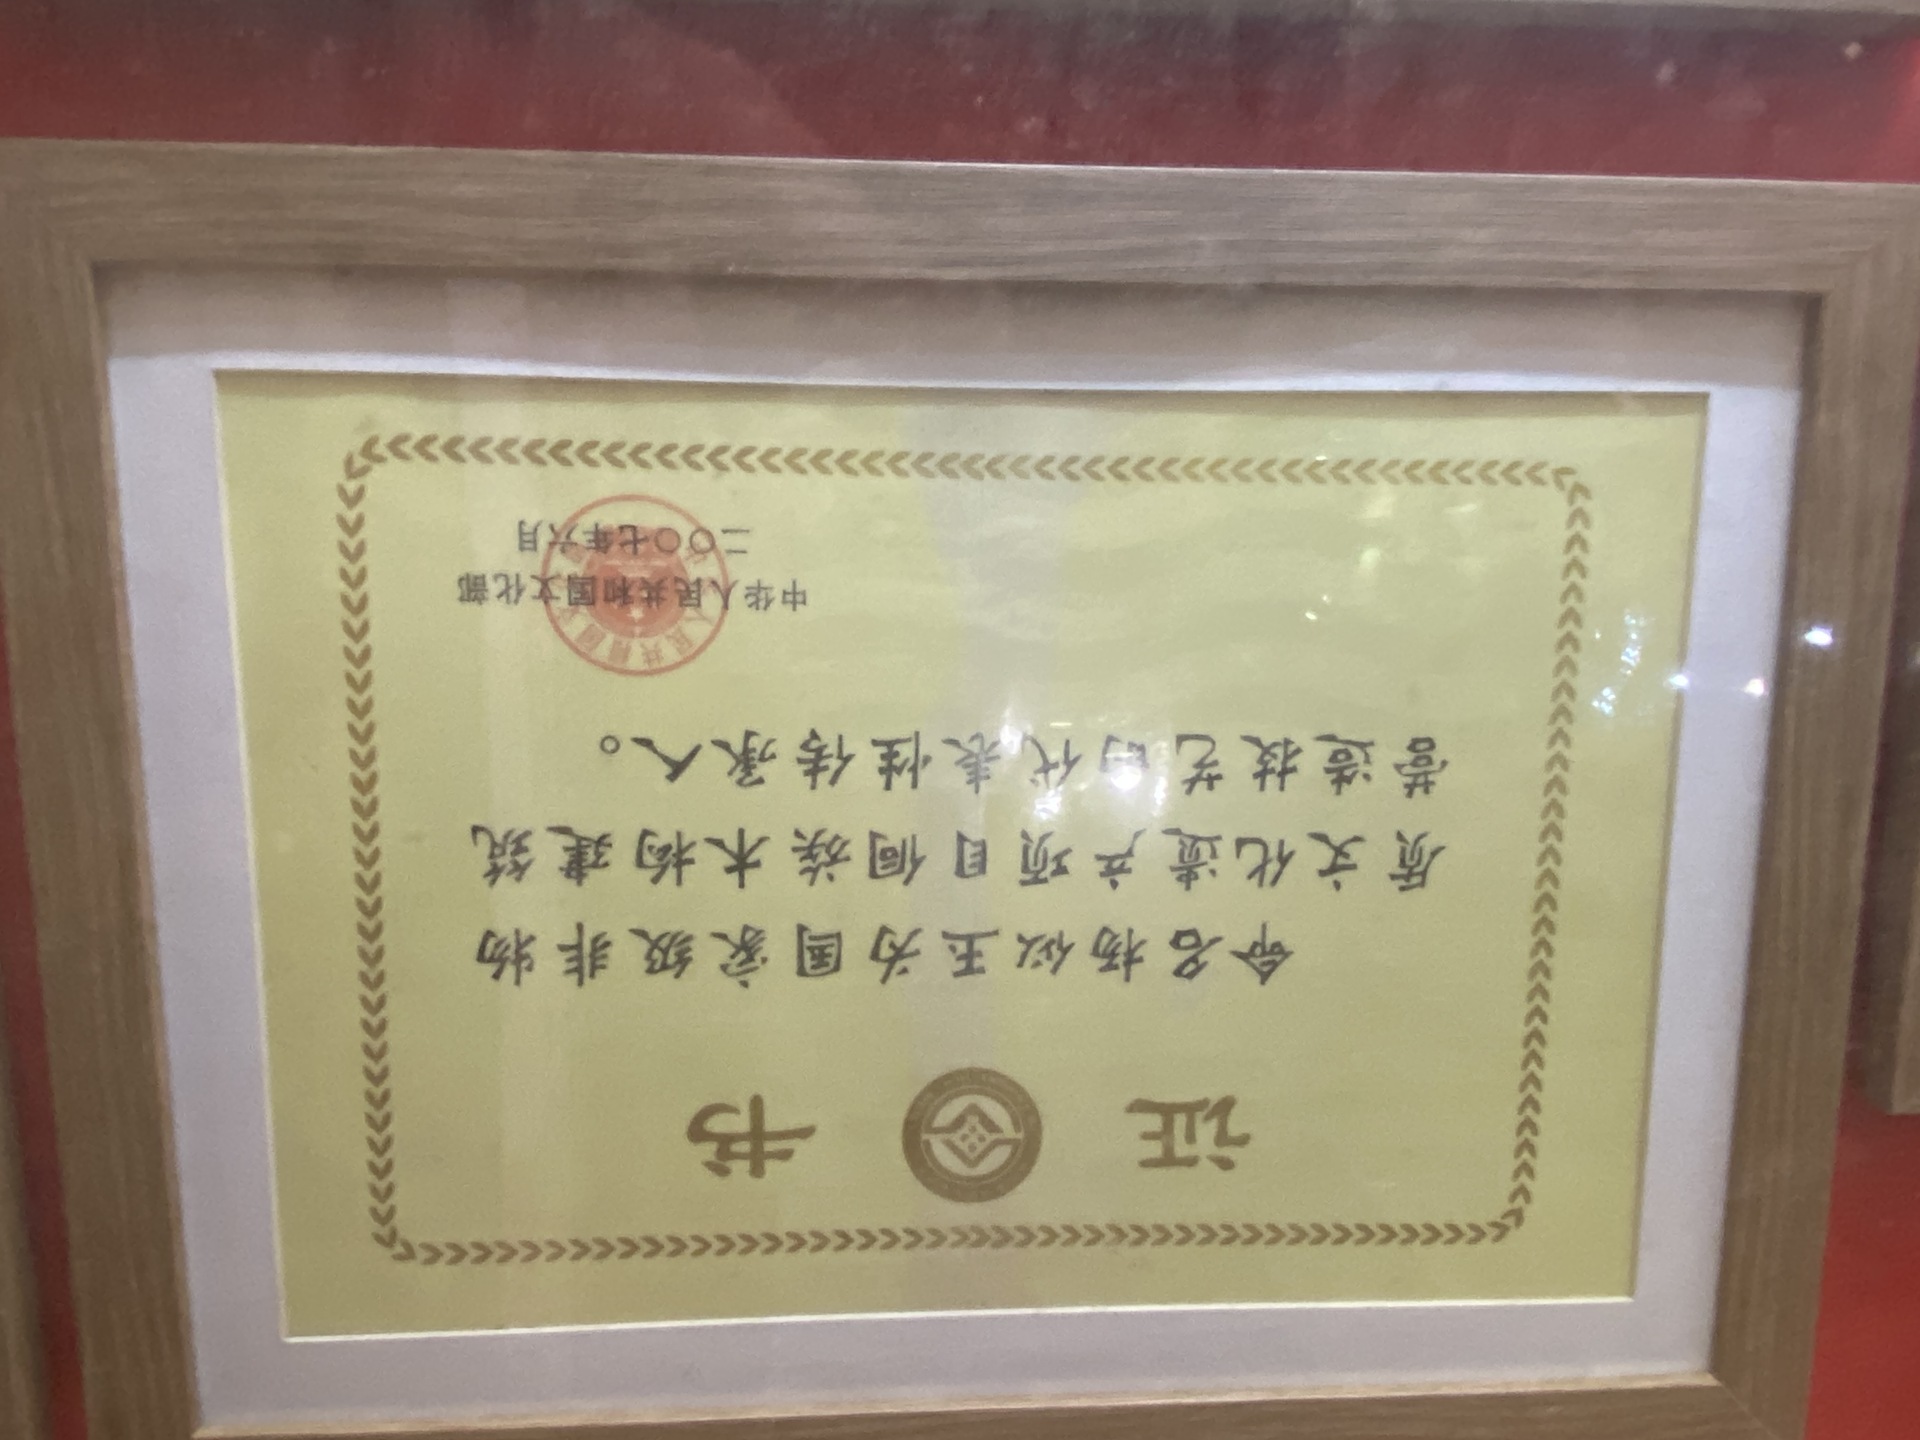 证书
命名杨似玉为国家级非物
质文化遗产项目侗族木构建筑
营造技艺的代表性传承人。
中华人民共和国文化部
二〇〇七年六月